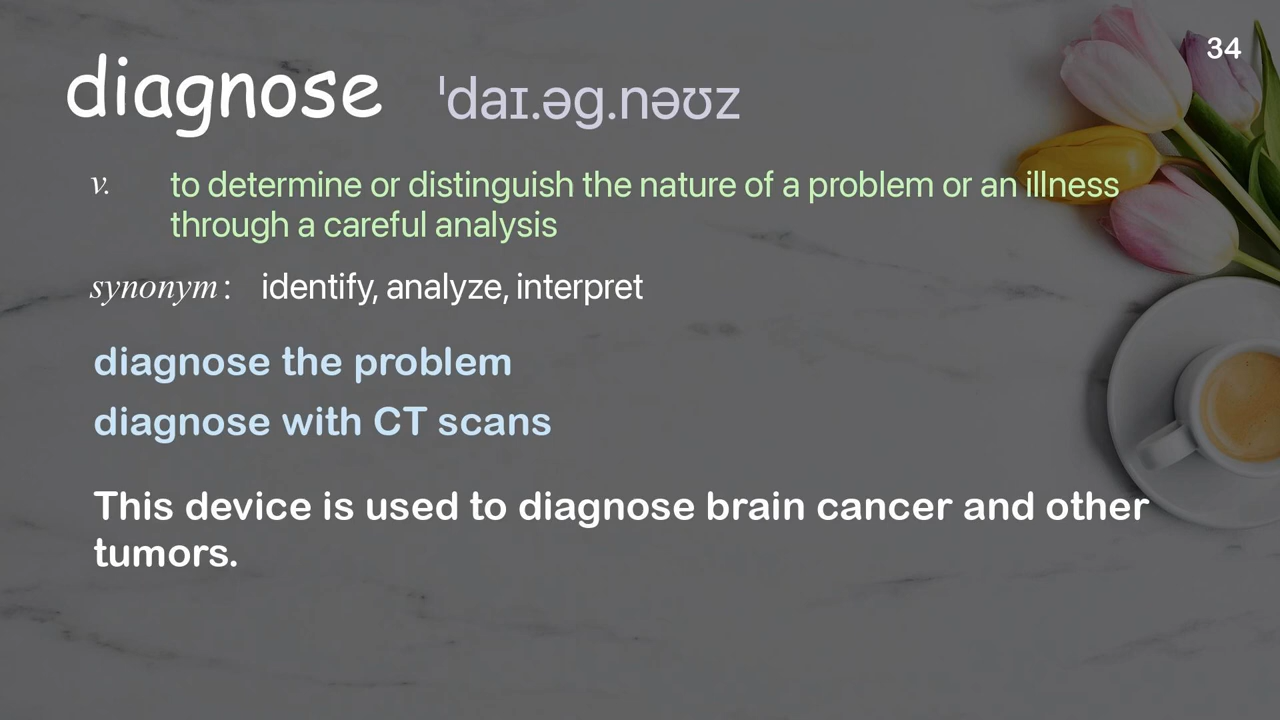 34
diagnose ˈdaɪ.əg.nəʊz
v. to determine or distinguish the nature of a problem or an illness
through a careful analysis
synonym: identify, analyze, interpret
diagnose the problem
diagnose with CT scans
This device is used to diagnose brain cancer and other
tumors.